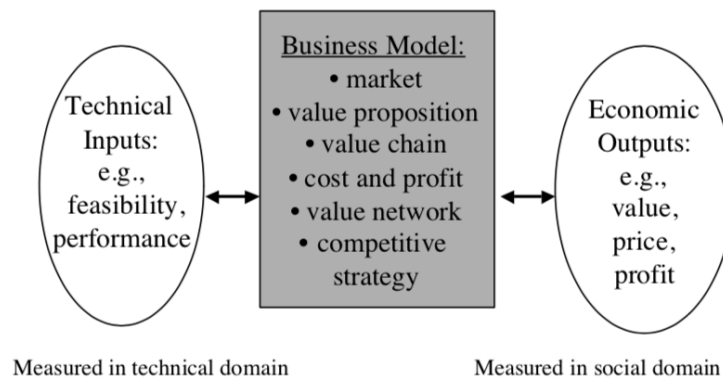 Technical
Inputs:
e.g.,
feasibility,
performance
Business Model:
• market
• value proposition
• value chain
• cost and profit
• value network
• competitive
strategy
Economic
Outputs:
e.g.,
value,
price,
profit
Measured in technical domain
Measured in social domain